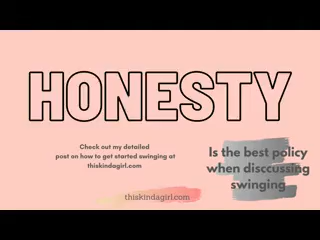 HONESTY
Check out my detailed
post on how to get started swinging at
thiskindagirl.com
Is the best policy
when disccussing
swinging
thiskindagirl.com